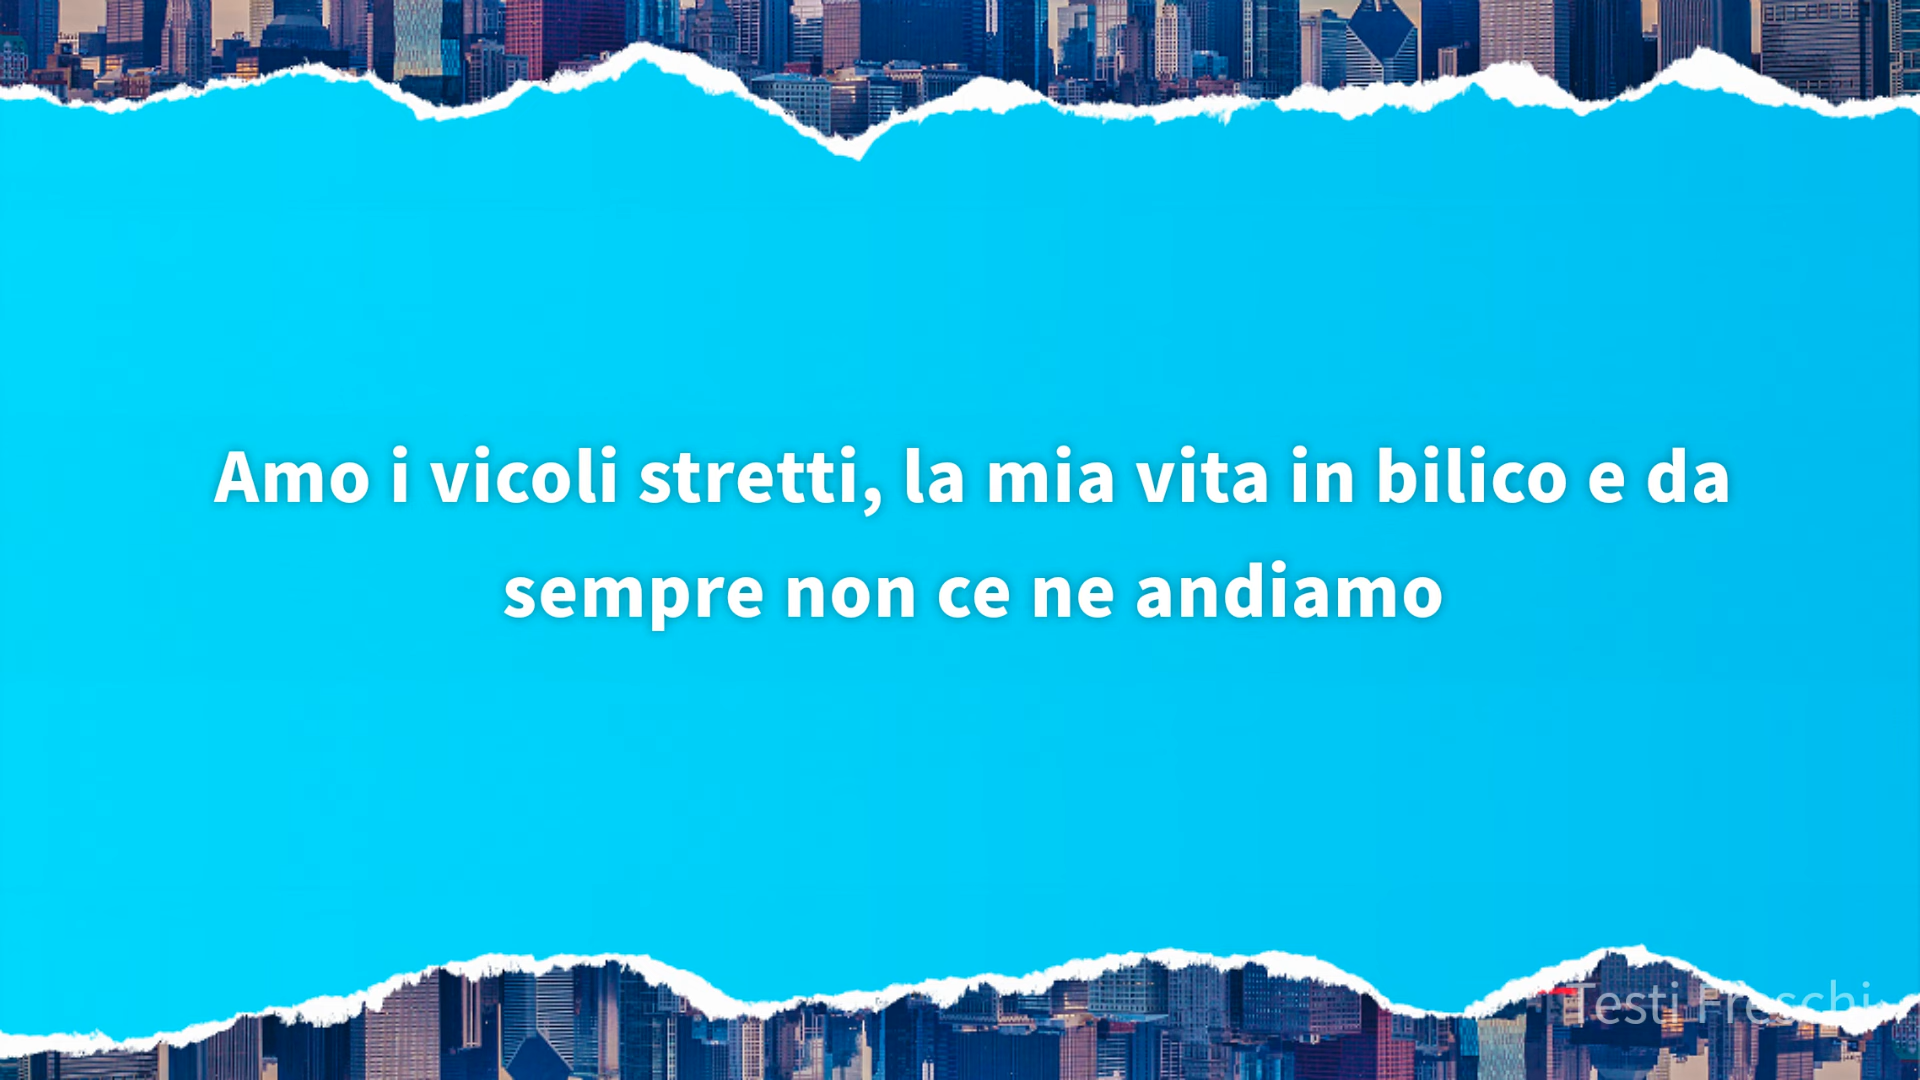 Amo i vicoli stretti, la mia vita in bilico e da
sempre non ce ne andiamo
Testi Freschi